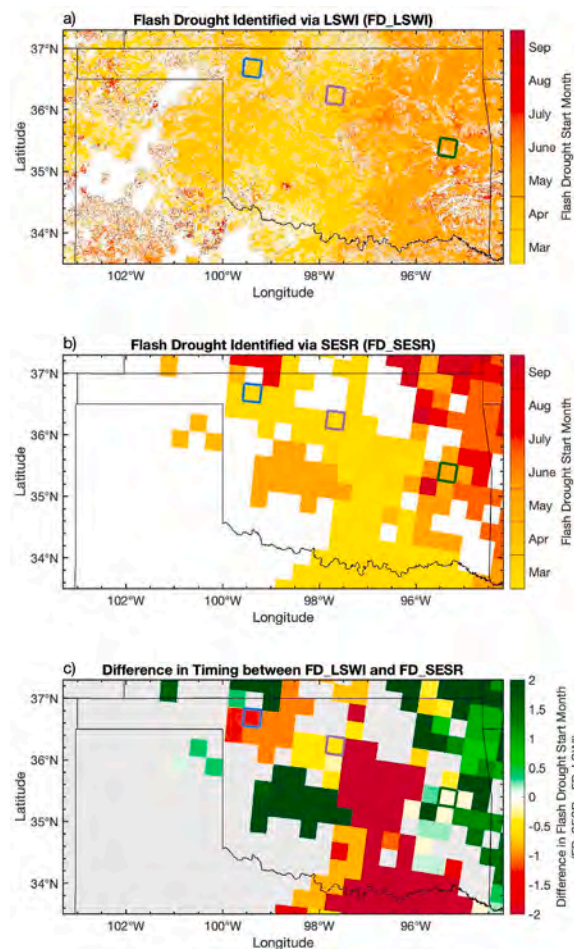 a) Flash Drought Identified via LSWI (FD_LSWI)
37°N
36°N
35°N
34°N
Latitude
102°W 100°W 98°W 96°W
Longitude
Sep
Aug
July
June
May
Apr
Mar
Flash Drought Start Month
b) Flash Drought Identified via SESR (FD_SESR)
37°N
36°N
35°N
34°N
Latitude
102°W 100°W 98°W 96°W
Longitude
Sep
Aug
July
June
May
Apr
Mar
Flash Drought Start Month
c) Difference in Timing between FD_LSWI and FD_SESR
37°N
36°N
35°N
34°N
Latitude
102°W 100°W 98°W 96°W
Longitude
2
1.5
1
0.5
0
-0.5
-1
-1.5
-2
Difference in Flash Drought Start Month